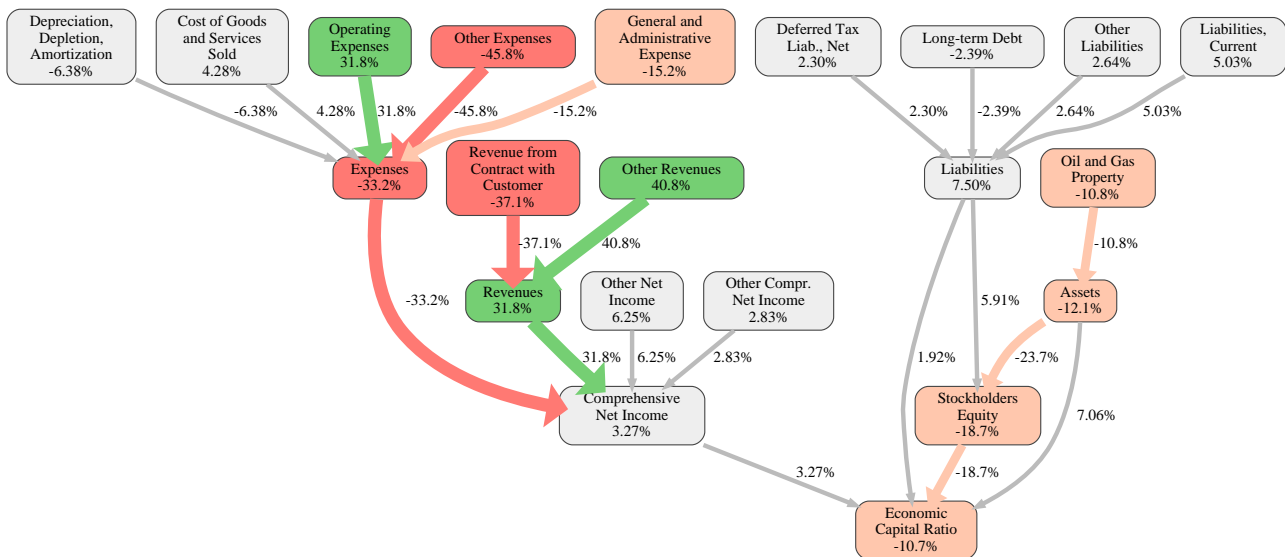 Depreciation,
Depletion,
Amortization
-6.38%
Cost of Goods
and Services
Sold
4.28%
Operating
Expenses
31.8%
Other Expenses
-45.8%
General and
Administrative
Expense
-15.2%
Deferred Tax
Liab., Net
2.30%
Long-term Debt
-2.39%
Other
Liabilities
2.64%
Liabilities,
Current
5.03%
-6.38%
4.28%
31.8%
-45.8%
-15.2%
2.30%
-2.39%
2.64%
5.03%
Expenses
-33.2%
Revenue from
Contract with
Customer
-37.1%
Other Revenues
40.8%
Liabilities
7.50%
Oil and Gas
Property
-10.8%
-37.1%
40.8%
-10.8%
-33.2%
Revenues
31.8%
Other Net
Income
6.25%
Other Compr.
Net Income
2.83%
5.91%
Assets
-12.1%
31.8%
6.25%
2.83%
1.92%
-23.7%
Comprehensive
Net Income
3.27%
Stockholders
Equity
-18.7%
7.06%
3.27%
-18.7%
Economic
Capital Ratio
-10.7%